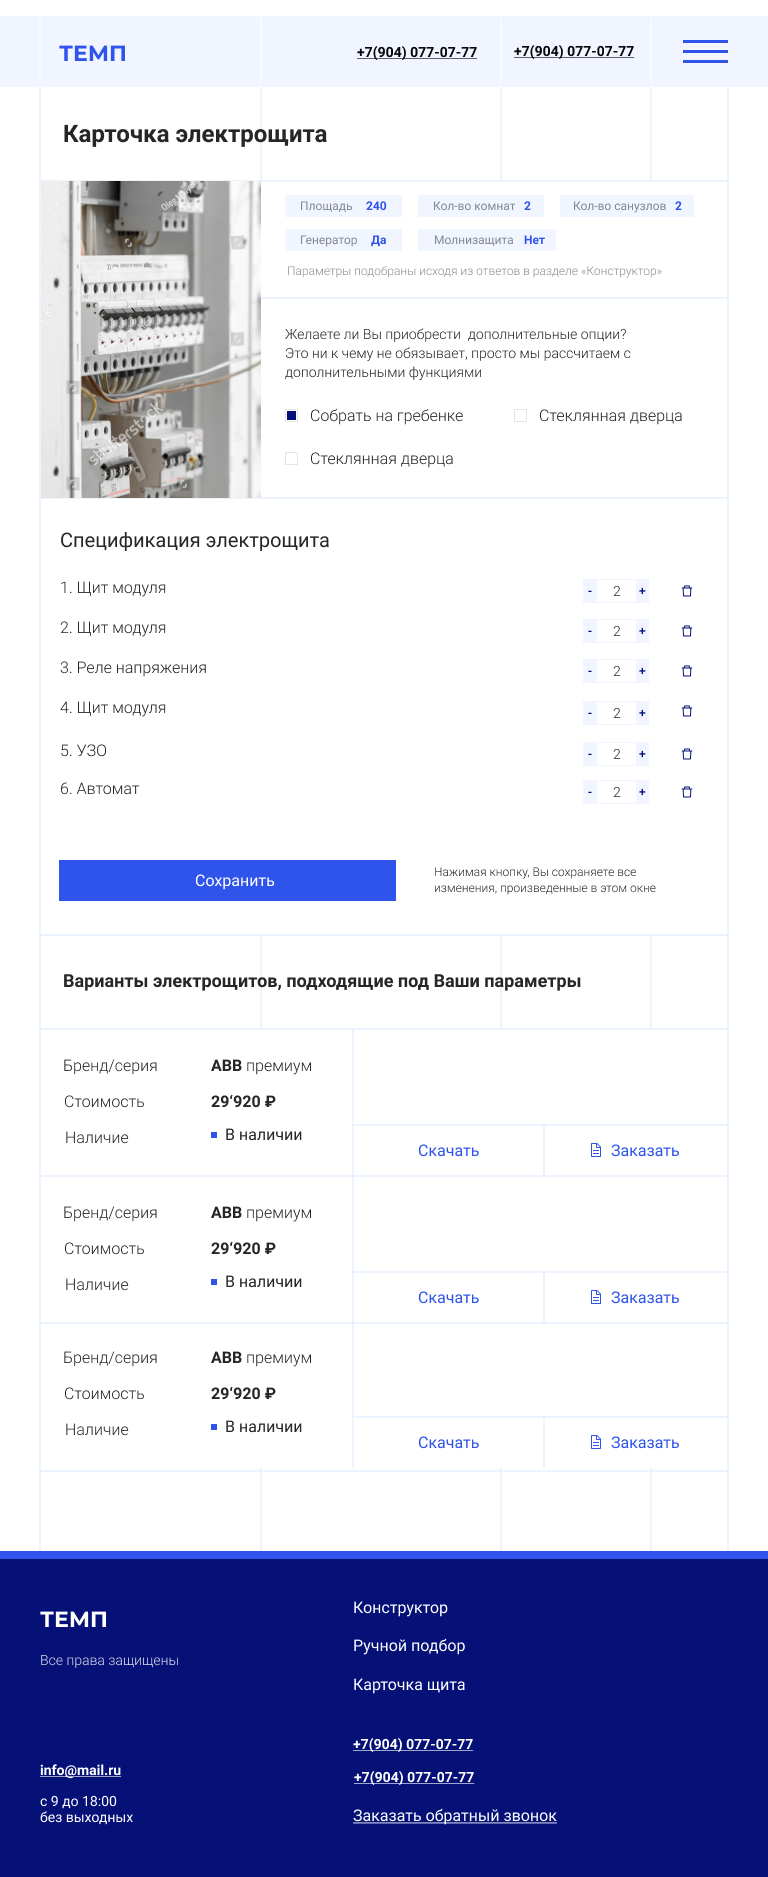 ТЕМП
+7(904) 077-07-77
+7(904) 077-07-77
Карточка электрощита
shutterstock
Площадь 240
Кол-во комнат 2
Кол-во санузлов 2
Генератор Да
Молниезащита Нет
Параметры подобраны исходя из ответов в разделе «Конструктор»
Желаете ли Вы приобрести дополнительные опции?
Это ни к чему не обязывает, просто мы рассчитаем с
дополнительными функциями
Собрать на гребенке
Стеклянная дверца
Стеклянная дверца
Спецификация электрощита
1. Щит модуля - 2 +
2. Щит модуля - 2 +
3. Реле напряжения - 2 +
4. Щит модуля - 2 +
5. УЗО - 2 +
6. Автомат - 2 +
Сохранить
Нажимая кнопку, Вы сохраняете все
изменения, произведенные в этом окне
Варианты электрощитов, подходящие под Ваши параметры
Бренд/серия ABB премиум
Стоимость 29‘920 ₽
Наличие В наличии
Скачать Заказать
Бренд/серия ABB премиум
Стоимость 29‘920 ₽
Наличие В наличии
Скачать Заказать
Бренд/серия ABB премиум
Стоимость 29‘920 ₽
Наличие В наличии
Скачать Заказать
ТЕМП
Все права защищены
Конструктор
Ручной подбор
Карточка щита
+7(904) 077-07-77
+7(904) 077-07-77
Заказать обратный звонок
info@mail.ru
с 9 до 18:00
без выходных